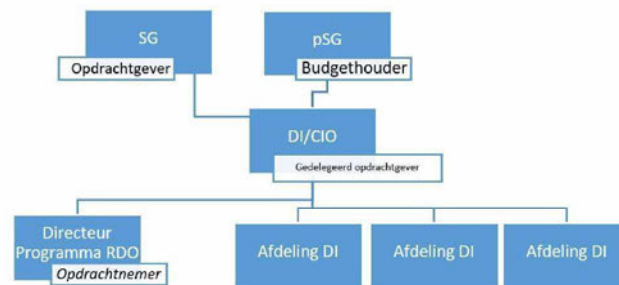 SG
Opdrachtgever
pSG
Budgethouder
DI/CIO
Gedelegeerd opdrachtgever
Directeur
Programma RDO
Opdrachtnemer
Afdeling DI
Afdeling DI
Afdeling DI